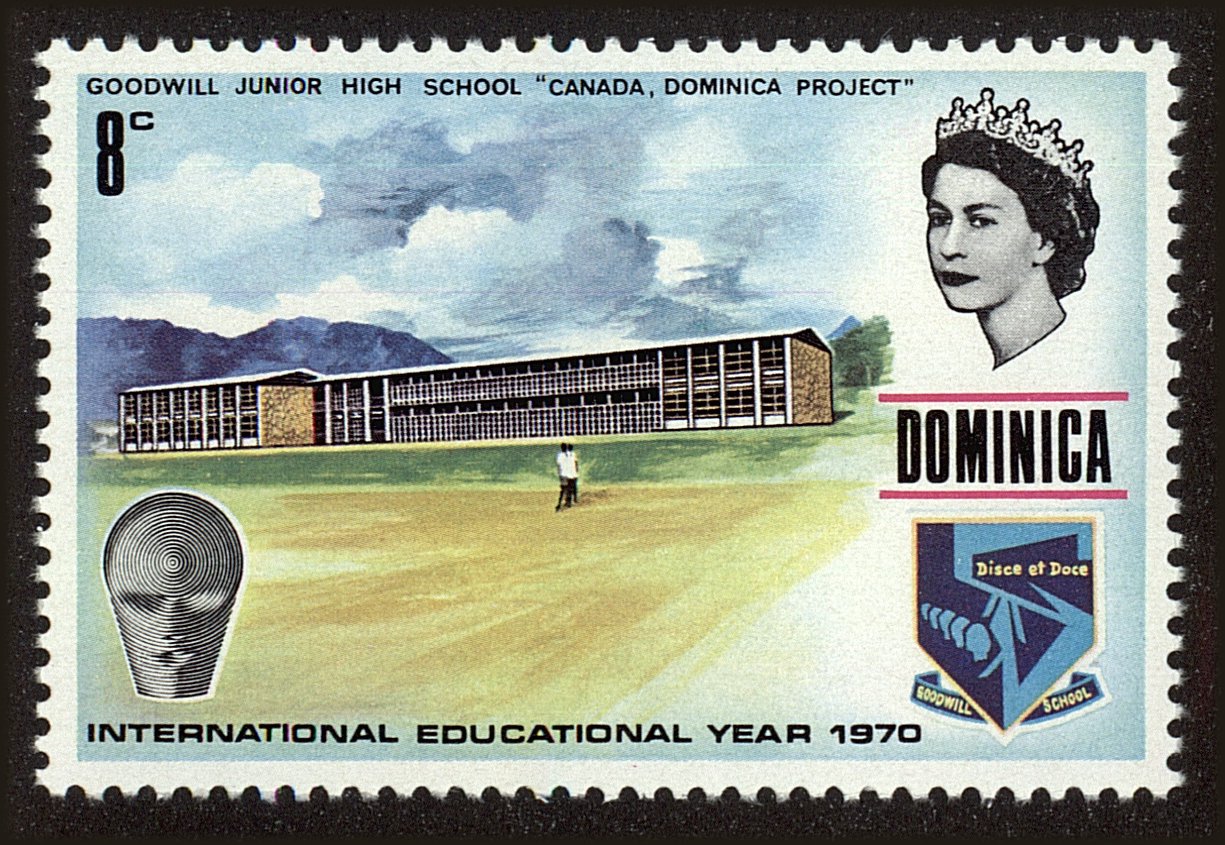 GOODWILL JUNIOR HIGH SCHOOL "CANADA, DOMINICA PROJECT"
8c
DOMINICA
Disce et Doce
GOODWILL SCHOOL
INTERNATIONAL EDUCATIONAL YEAR 1970